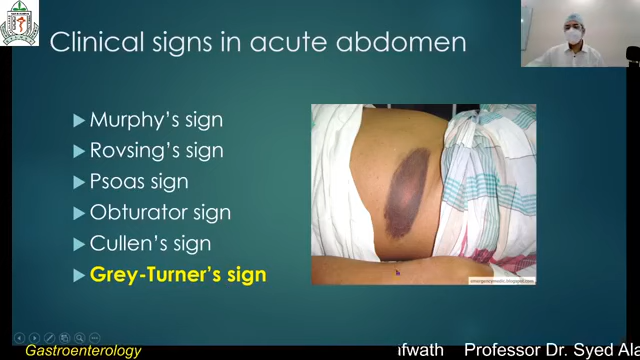 Clinical signs in acute abdomen
Murphy's sign
Rovsing's sign
Psoas sign
Obturator sign
Cullen's sign
Grey-Turner's sign
Gastroenterology
Professor Dr. Syed Ala